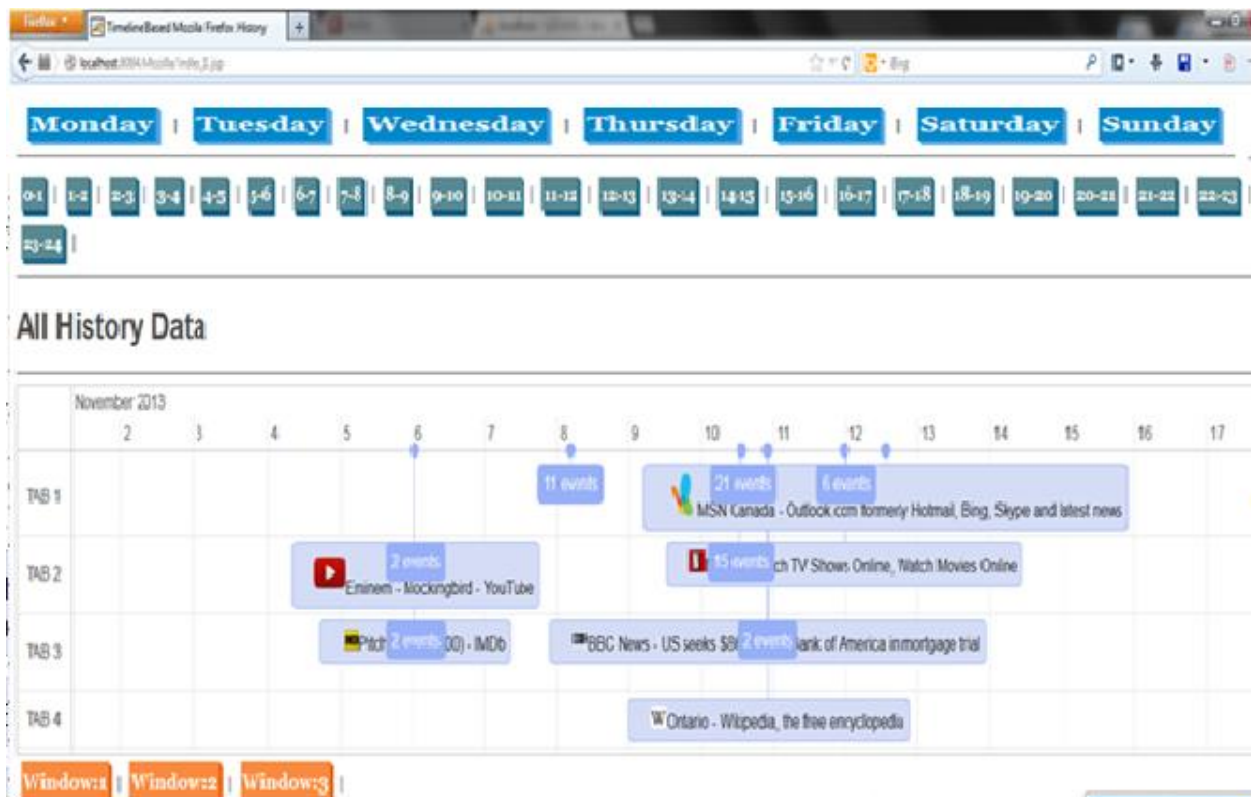 Firefox
TimelineBased Mozilla Firefox History
+
Bing
Monday | Tuesday | Wednesday | Thursday | Friday | Saturday | Sunday
0-1 | 1-2 | 2-3 | 3-4 | 4-5 | 5-6 | 6-7 | 7-8 | 8-9 | 9-10 | 10-11 | 11-12 | 12-13 | 13-14 | 14-15 | 15-16 | 16-17 | 17-18 | 18-19 | 19-20 | 20-21 | 21-22 | 22-23 |
23-24 |
All History Data
November 2013
2 3 4 5 6 7 8 9 10 11 12 13 14 15 16 17
TAB 1
11 events
21 events
6 events
MSN Canada - Outlook.com formerly Hotmail, Bing, Skype and latest news
TAB 2
2 events
Eminem - Mockingbird - YouTube
15 events
ch TV Shows Online, Watch Movies Online
TAB 3
2 events
00) - IMDb
BBC News - US seeks
2 events
of America in mortgage trial
TAB 4
Ontario - Wikipedia, the free encyclopedia
Window:1 | Window:2 | Window:3 |